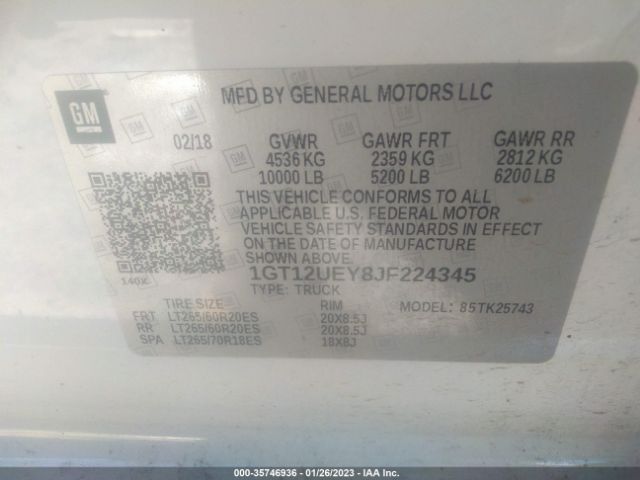 GM
MFD BY GENERAL MOTORS LLC
02/18 GVWR GAWR FRT GAWR RR
4536 KG 2359 KG 2812 KG
10000 LB 5200 LB 6200 LB
THIS VEHICLE CONFORMS TO ALL
APPLICABLE U.S. FEDERAL MOTOR
VEHICLE SAFETY STANDARDS IN EFFECT
ON THE DATE OF MANUFACTURE
SHOWN ABOVE.
140X
1GT12UEY8JF224345
TYPE: TRUCK
TIRE SIZE RIM MODEL: 85TK25743
FRT LT265/60R20ES 20X8.5J
RR LT265/60R20ES 20X8.5J
SPA LT265/70R18ES 18X8J
000-35746936 - 01/26/2023 - IAA Inc.